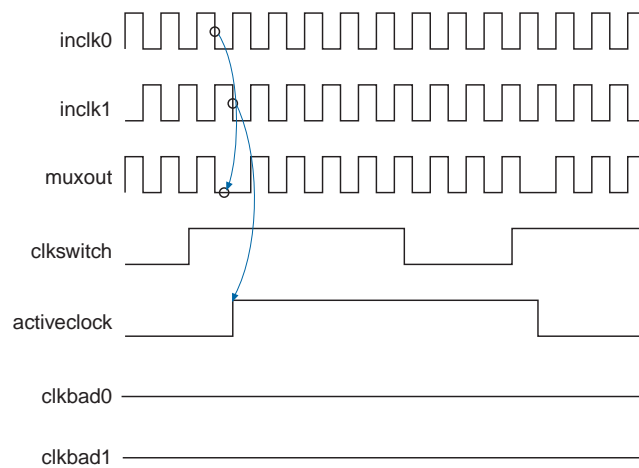 inclk0
inclk1
muxout
clkswitch
activeclock
clkbad0
clkbad1